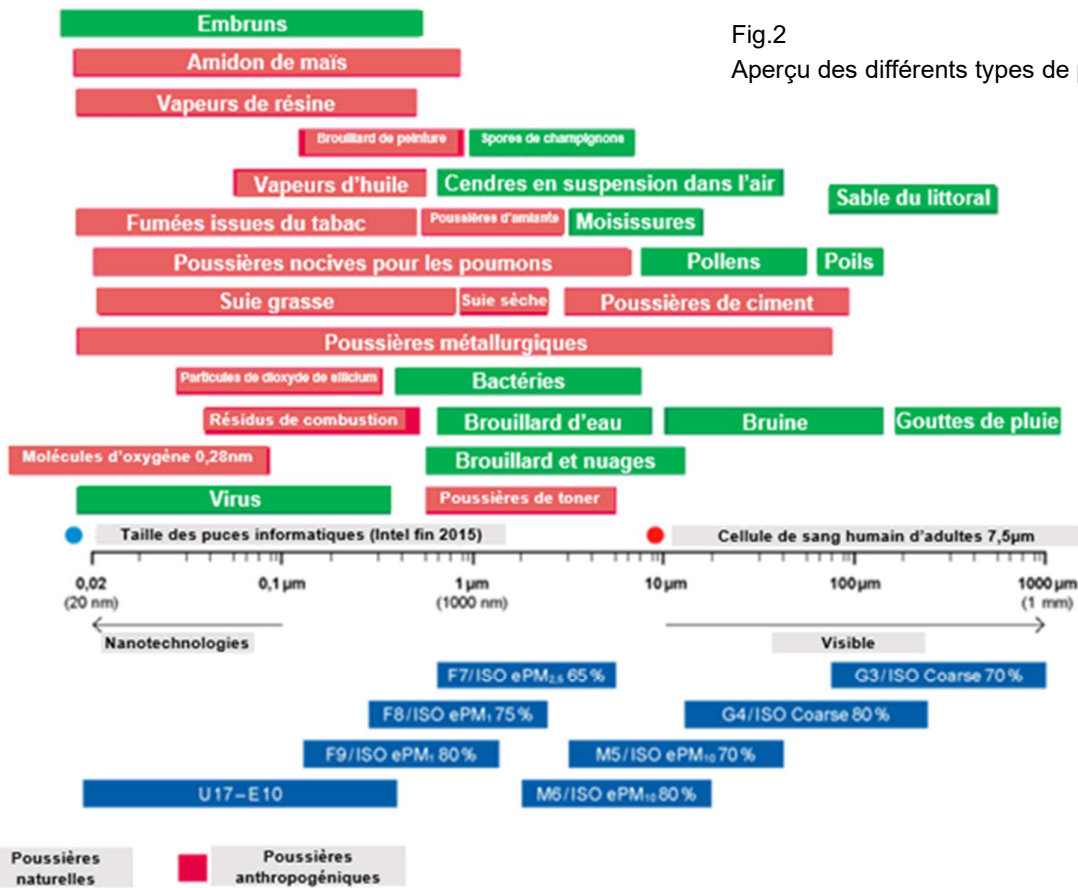 Embruns
Fig.2
Amidon de maïs
Aperçu des différents types de
Vapeurs de résine
Brouillard de peinture
Spores de champignons
Vapeurs d'huile
Cendres en suspension dans l'air
Sable du littoral
Fumées issues du tabac
Poussières d'amiante
Moisissures
Poussières nocives pour les poumons
Pollens
Poils
Suie grasse
Suie sèche
Poussières de ciment
Poussières métallurgiques
Particules de dioxyde de silicium
Bactéries
Résidus de combustion
Brouillard d'eau
Bruine
Gouttes de pluie
Molécules d'oxygène 0,28nm
Brouillard et nuages
Virus
Poussières de toner
Taille des puces informatiques (Intel fin 2015)
Cellule de sang humain d'adultes 7,5µm
0,02
0,1 µm
1 µm
10 µm
100 µm
1000 µm
(20 nm)
(1000 nm)
(1 mm)
Nanotechnologies
Visible
F7/ISO ePM2,5 65 %
G3/ISO Coarse 70 %
F8/ISO ePM1 75 %
G4/ISO Coarse 80 %
F9/ISO ePM1 80 %
M5/ISO ePM10 70 %
U17–E10
M6/ISO ePM10 80 %
Poussières
naturelles
Poussières
anthropogéniques